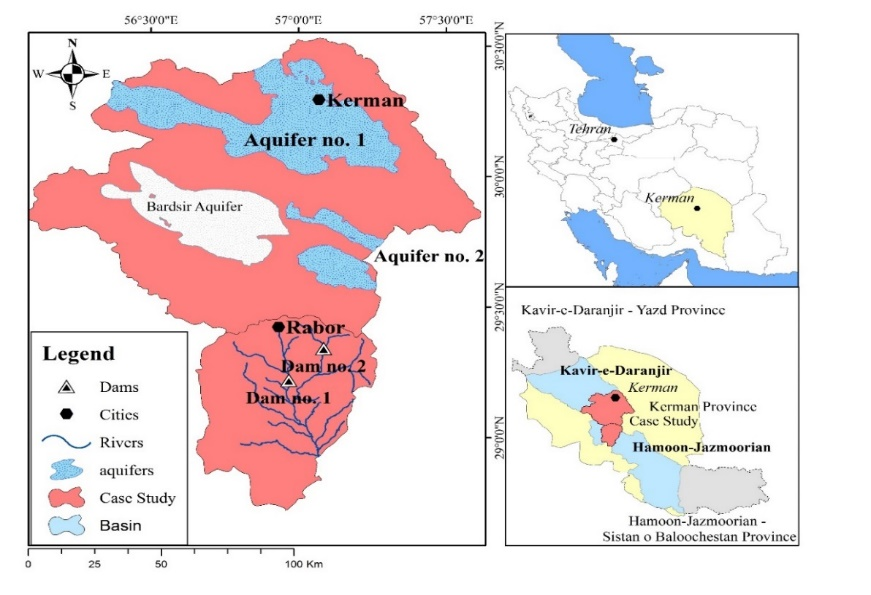 56°30'0"E
57°0'0"E
57°30'0"E
N
W
E
S
Kerman
Aquifer no. 1
Bardsir Aquifer
Aquifer no. 2
Rabor
Dam no. 2
Dam no. 1
Legend
Dams
Cities
Rivers
aquifers
Case Study
Basin
0
25
50
100 Km
30°30'0"N
30°0'0"N
29°30'0"N
29°0'0"N
Tehran
Kerman
Kavir-e-Daranjir - Yazd Province
Kavir-e-Daranjir
Kerman
Kerman Province
Case Study
Hamoon-Jazmoorian
Hamoon-Jazmoorian -
Sistan o Baloochestan Province